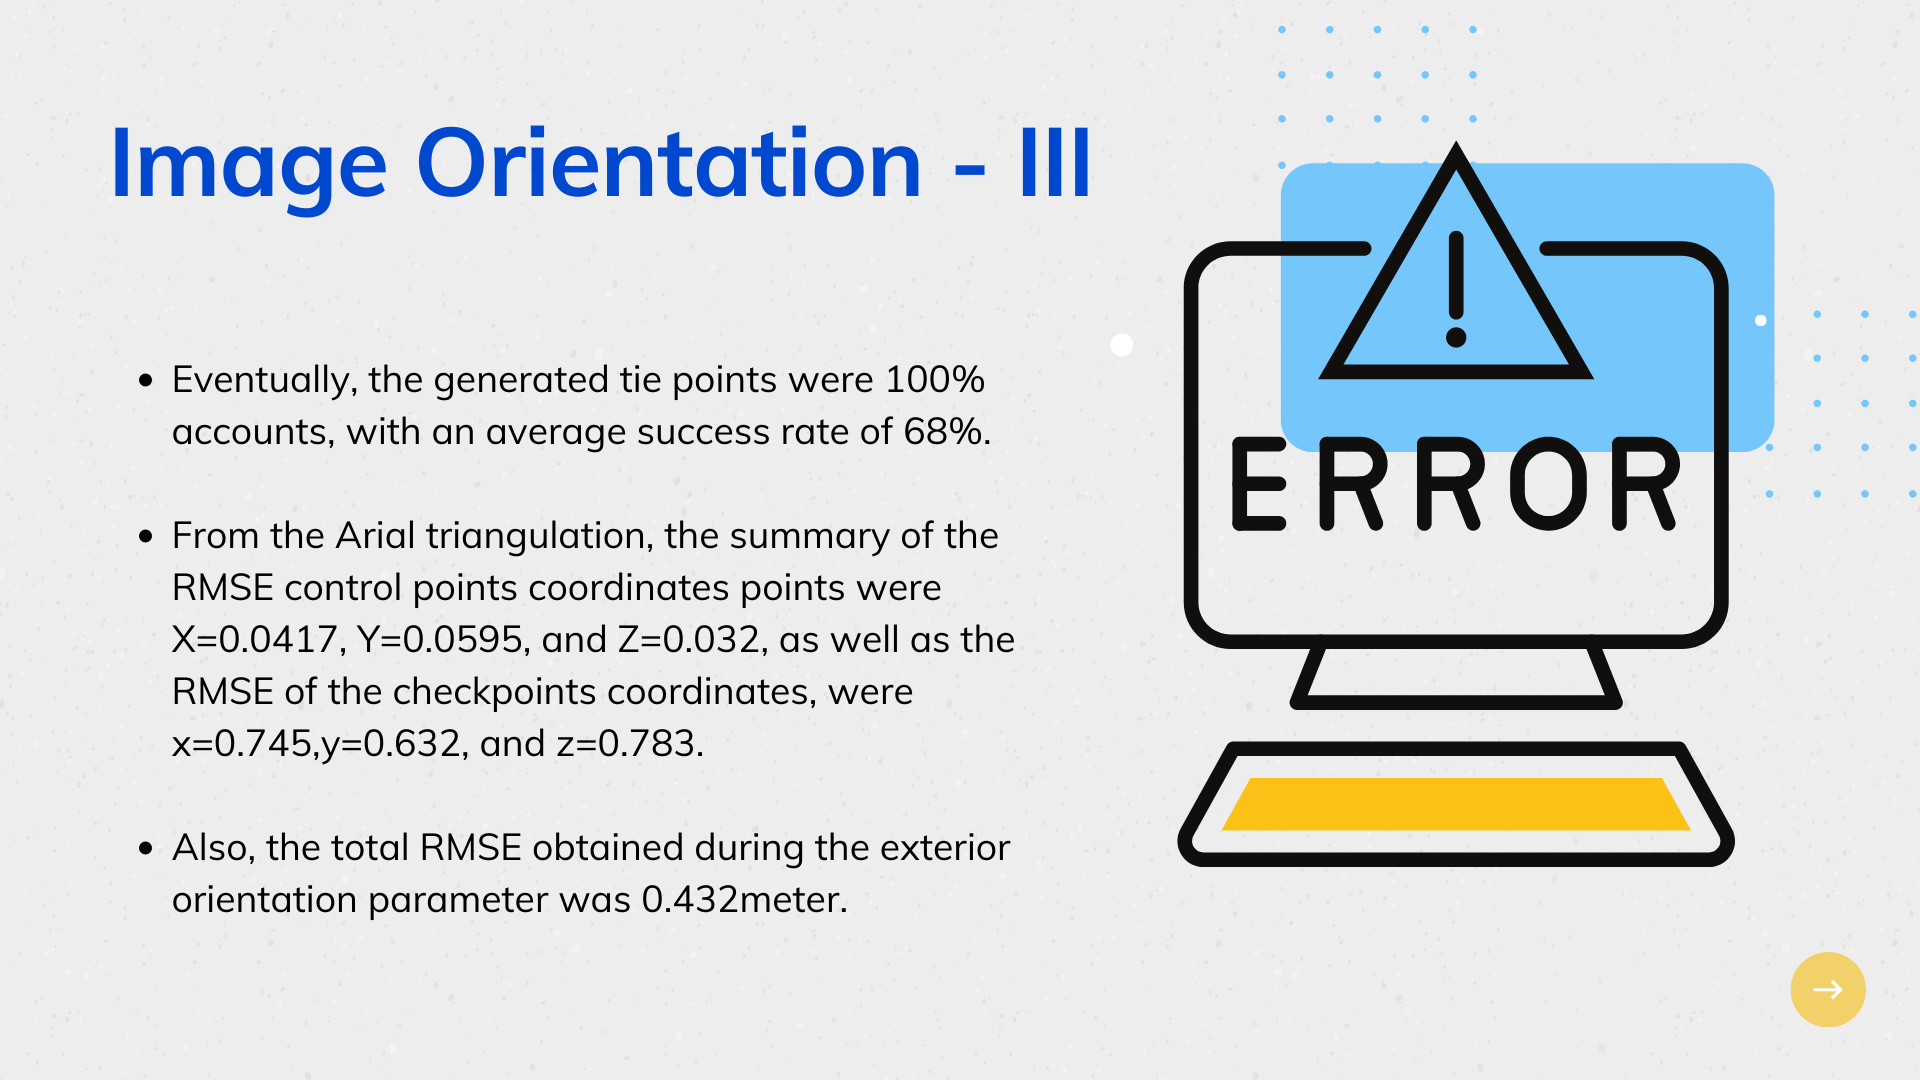 Image Orientation - III
• Eventually, the generated tie points were 100%
accounts, with an average success rate of 68%.
• From the Arial triangulation, the summary of the
RMSE control points coordinates points were
X=0.0417, Y=0.0595, and Z=0.032, as well as the
RMSE of the checkpoints coordinates, were
x=0.745,y=0.632, and z=0.783.
• Also, the total RMSE obtained during the exterior
orientation parameter was 0.432meter.
ERROR